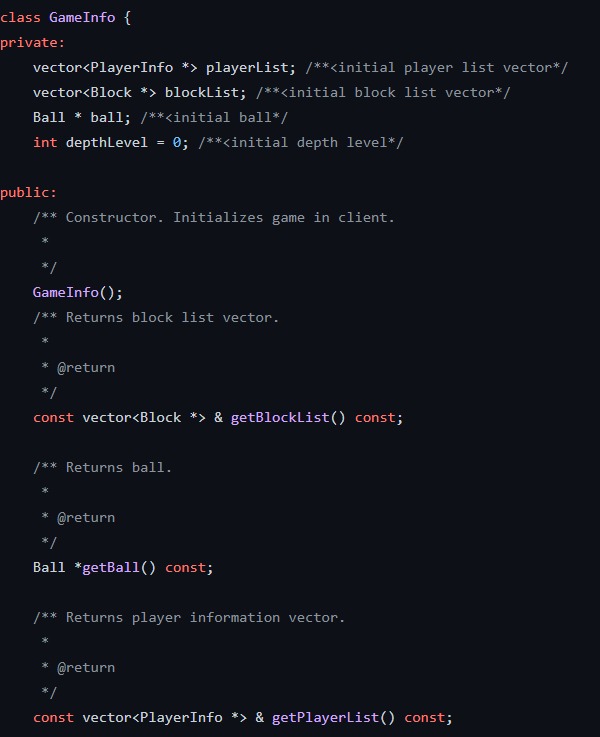 class GameInfo {
private:
    vector<PlayerInfo *> playerList; /**<initial player list vector*/
    vector<Block *> blockList; /**<initial block list vector*/
    Ball * ball; /**<initial ball*/
    int depthLevel = 0; /**<initial depth level*/

public:
    /** Constructor. Initializes game in client.
     *
     */
    GameInfo();
    /** Returns block list vector.
     *
     * @return
     */
    const vector<Block *> & getBlockList() const;

    /** Returns ball.
     *
     * @return
     */
    Ball *getBall() const;

    /** Returns player information vector.
     *
     * @return
     */
    const vector<PlayerInfo *> & getPlayerList() const;